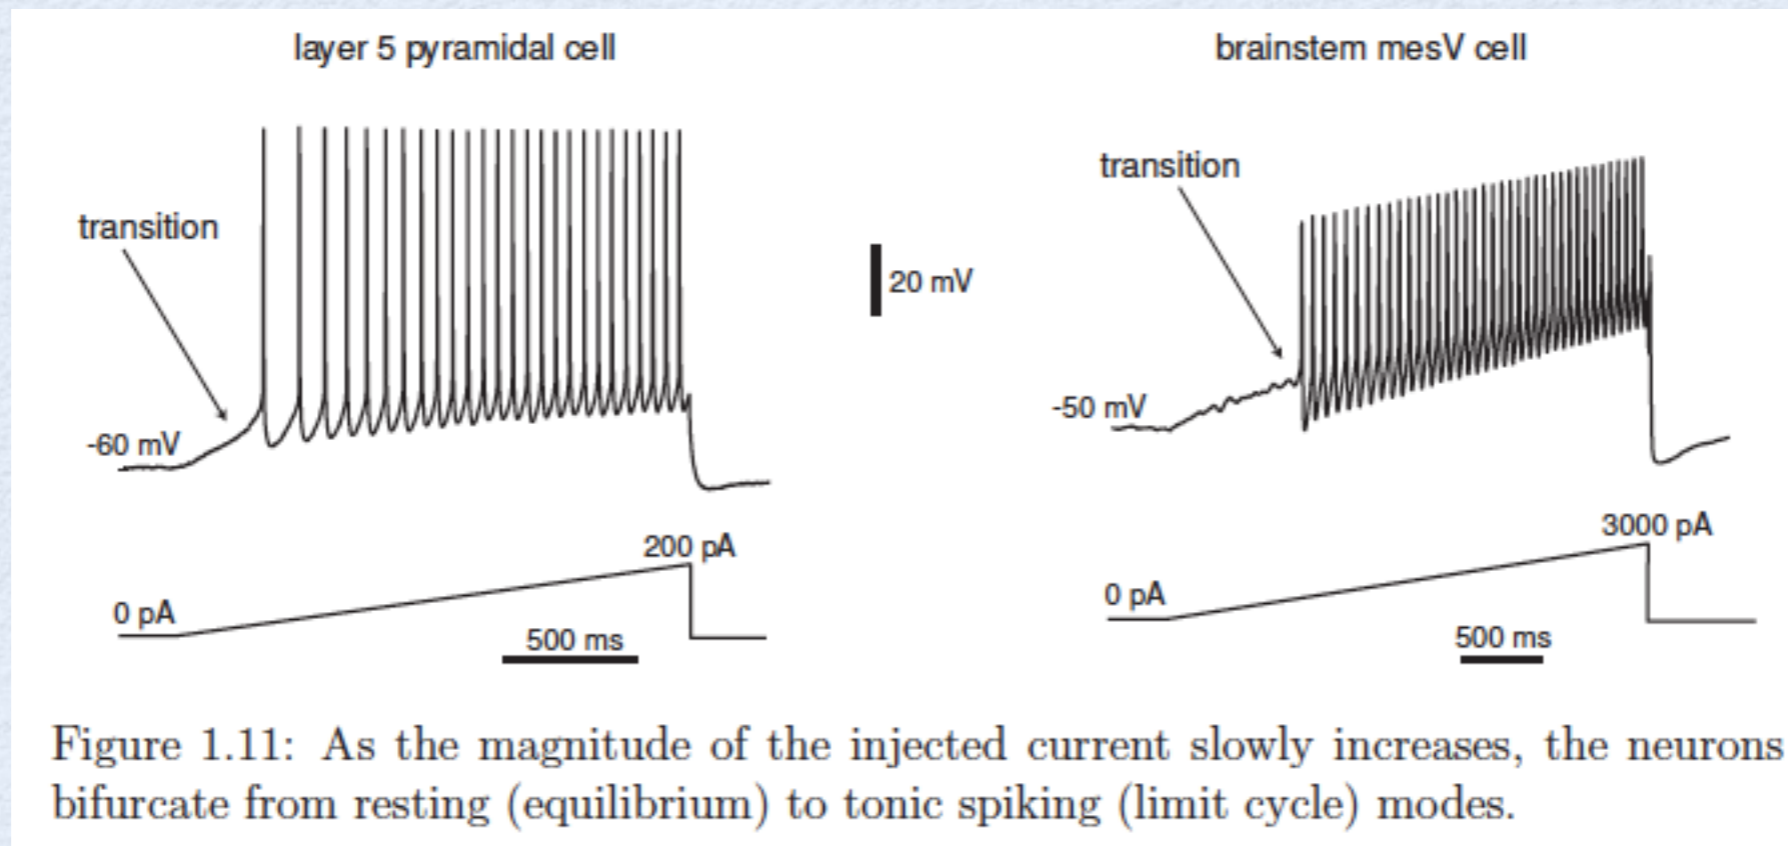 layer 5 pyramidal cell
brainstem mesV cell
transition
transition
20 mV
-60 mV
-50 mV
200 pA
3000 pA
0 pA
0 pA
500 ms
500 ms
Figure 1.11: As the magnitude of the injected current slowly increases, the neurons
bifurcate from resting (equilibrium) to tonic spiking (limit cycle) modes.